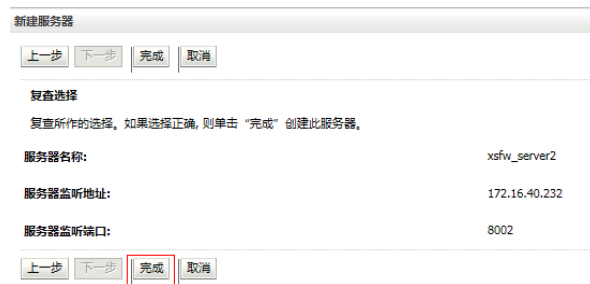 新建服务器
上一步 下一步 完成 取消
复查选择
复查所作的选择。如果选择正确, 则单击 “完成” 创建此服务器。
服务器名称: xsfw_server2
服务器监听地址: 172.16.40.232
服务器监听端口: 8002
上一步 下一步 完成 取消